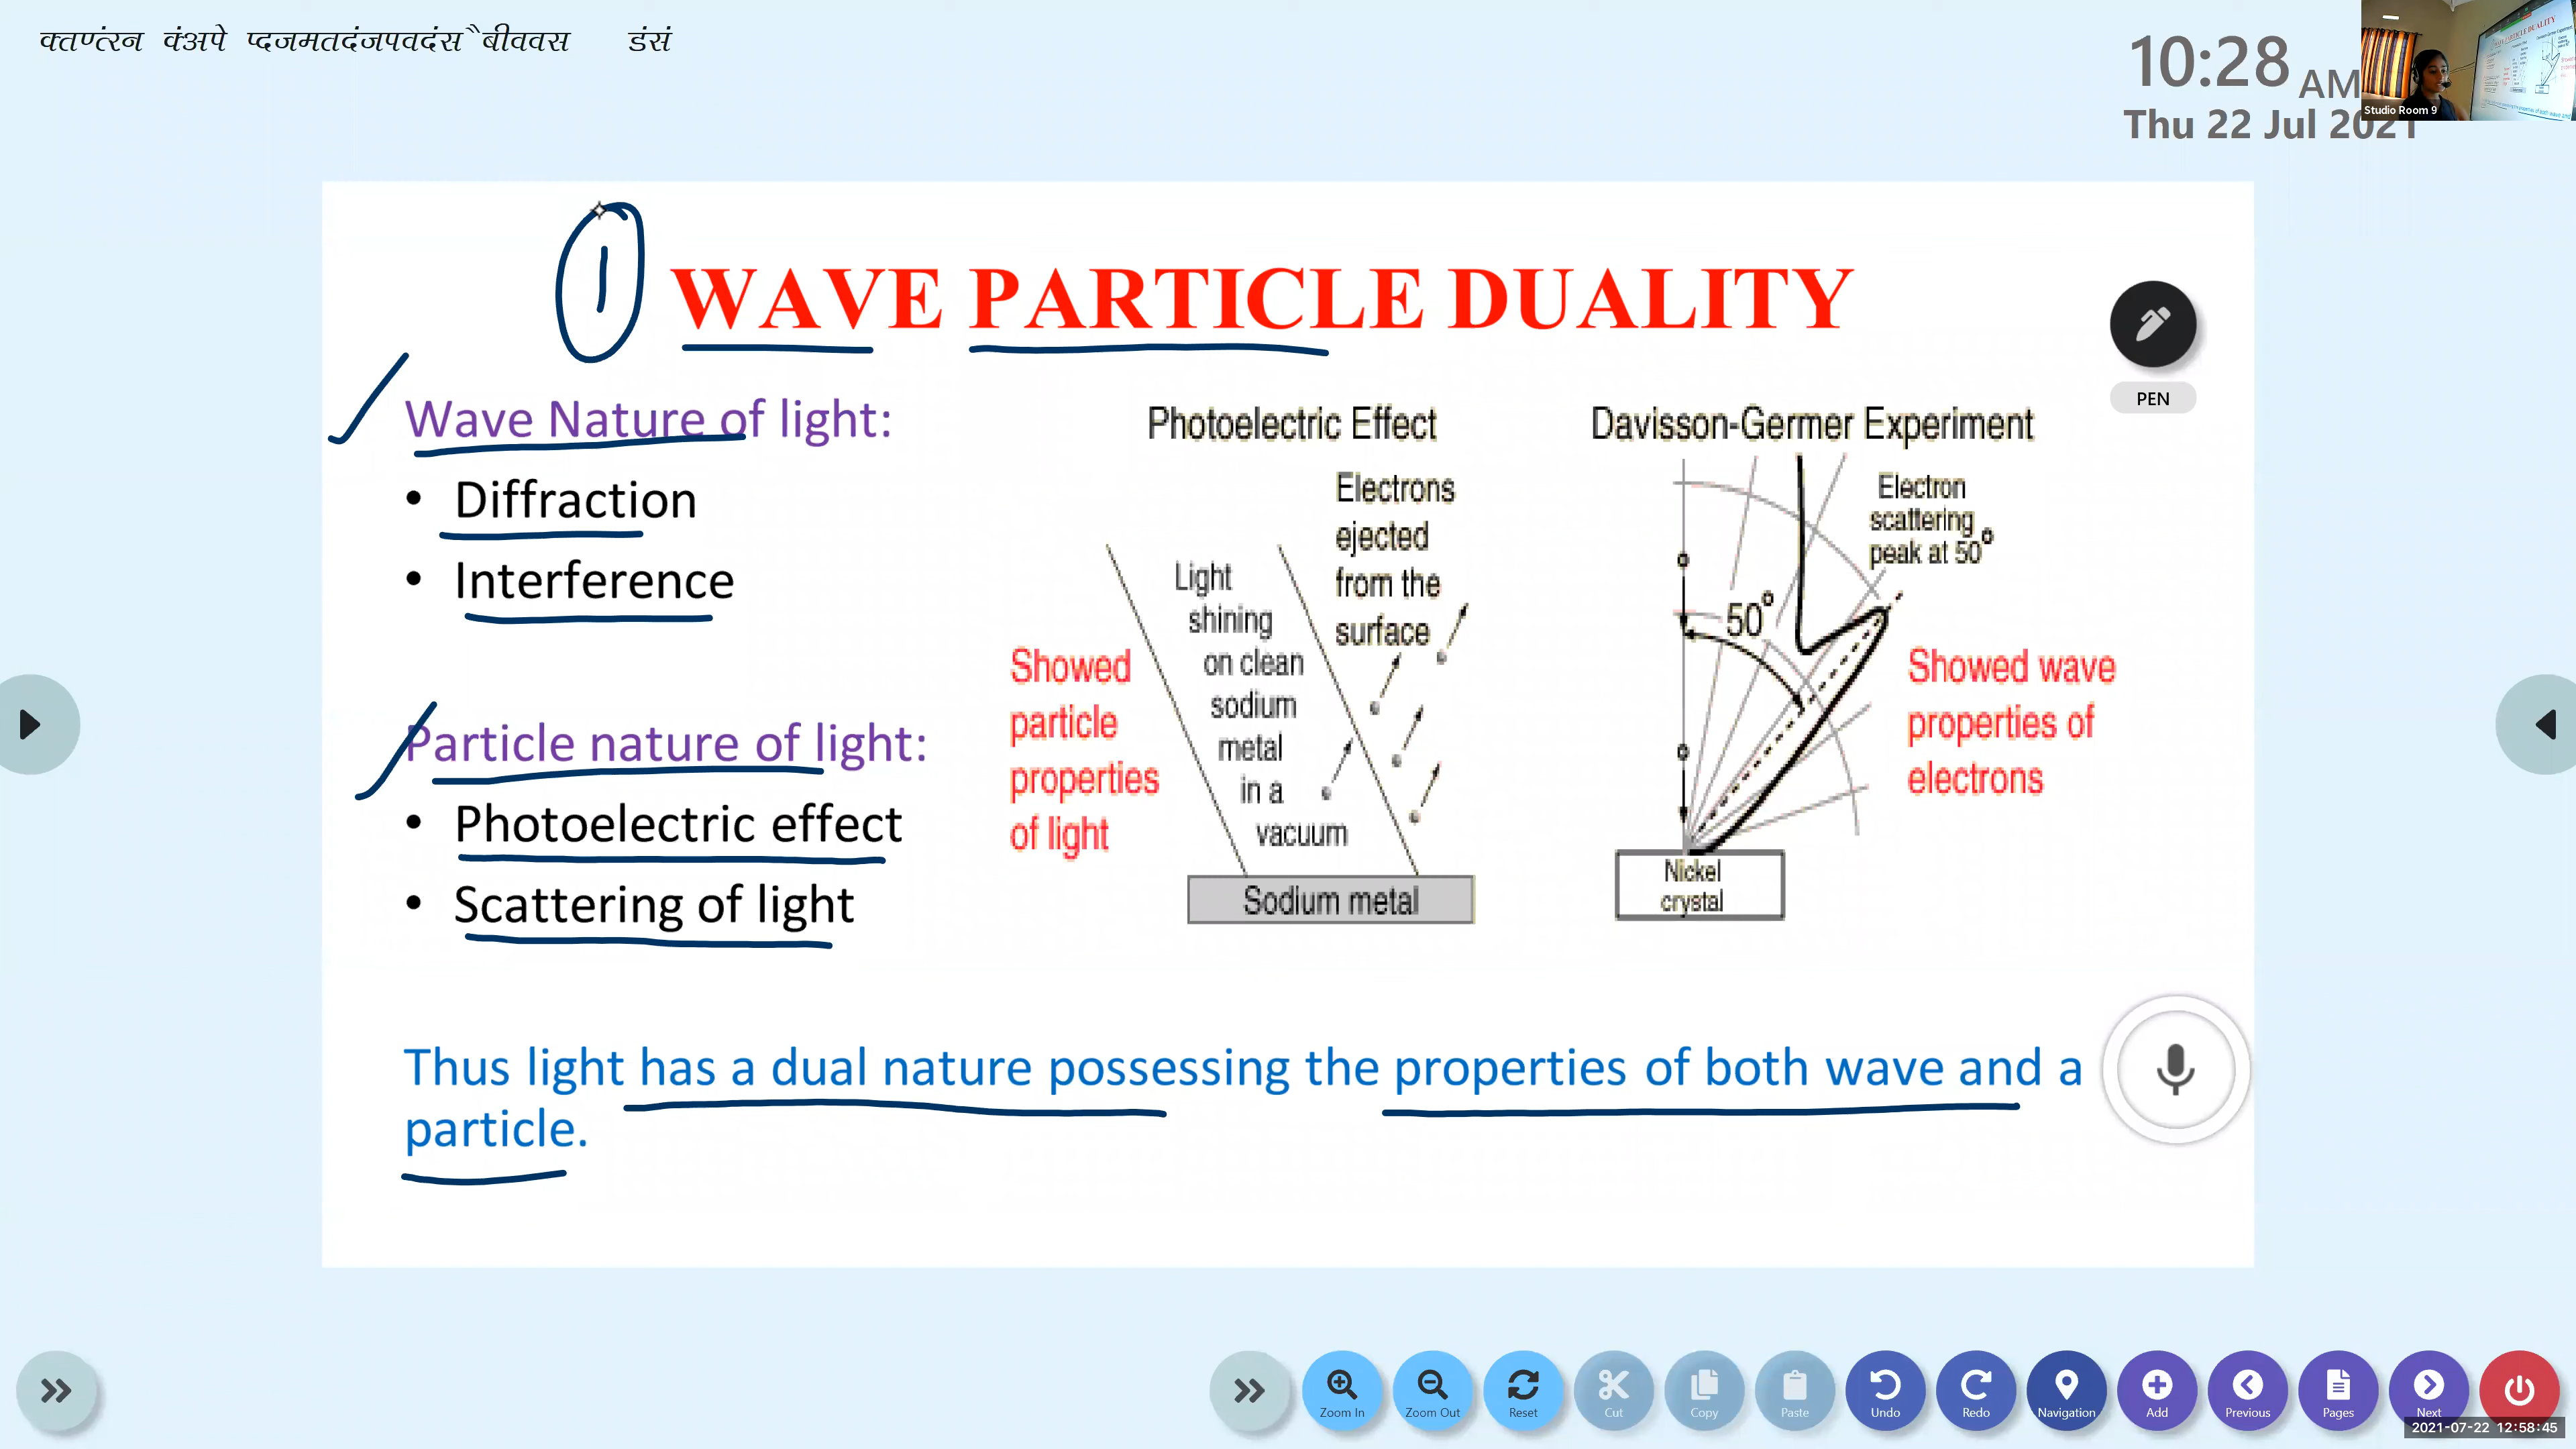 क्तण्तंरन कंअपे प्दजमतदंजपवदंस ैबीववस डंसं
10:28 AM
Thu 22 Jul 2021
Studio Room 9
1
WAVE PARTICLE DUALITY
PEN
Wave Nature of light:
• Diffraction
• Interference
Particle nature of light:
• Photoelectric effect
• Scattering of light
Photoelectric Effect
Electrons
ejected
from the
surface
Light
shining
on clean
sodium
metal
in a
vacuum
Showed
particle
properties
of light
Sodium metal
Davisson-Germer Experiment
Electron
scattering
peak at 50°
50°
Showed wave
properties of
electrons
Nickel
crystal
Thus light has a dual nature possessing the properties of both wave and a
particle.
Zoom In
Zoom Out
Reset
Cut
Copy
Paste
Undo
Redo
Navigation
Add
Previous
Pages
Next
2021-07-22 12:58:45